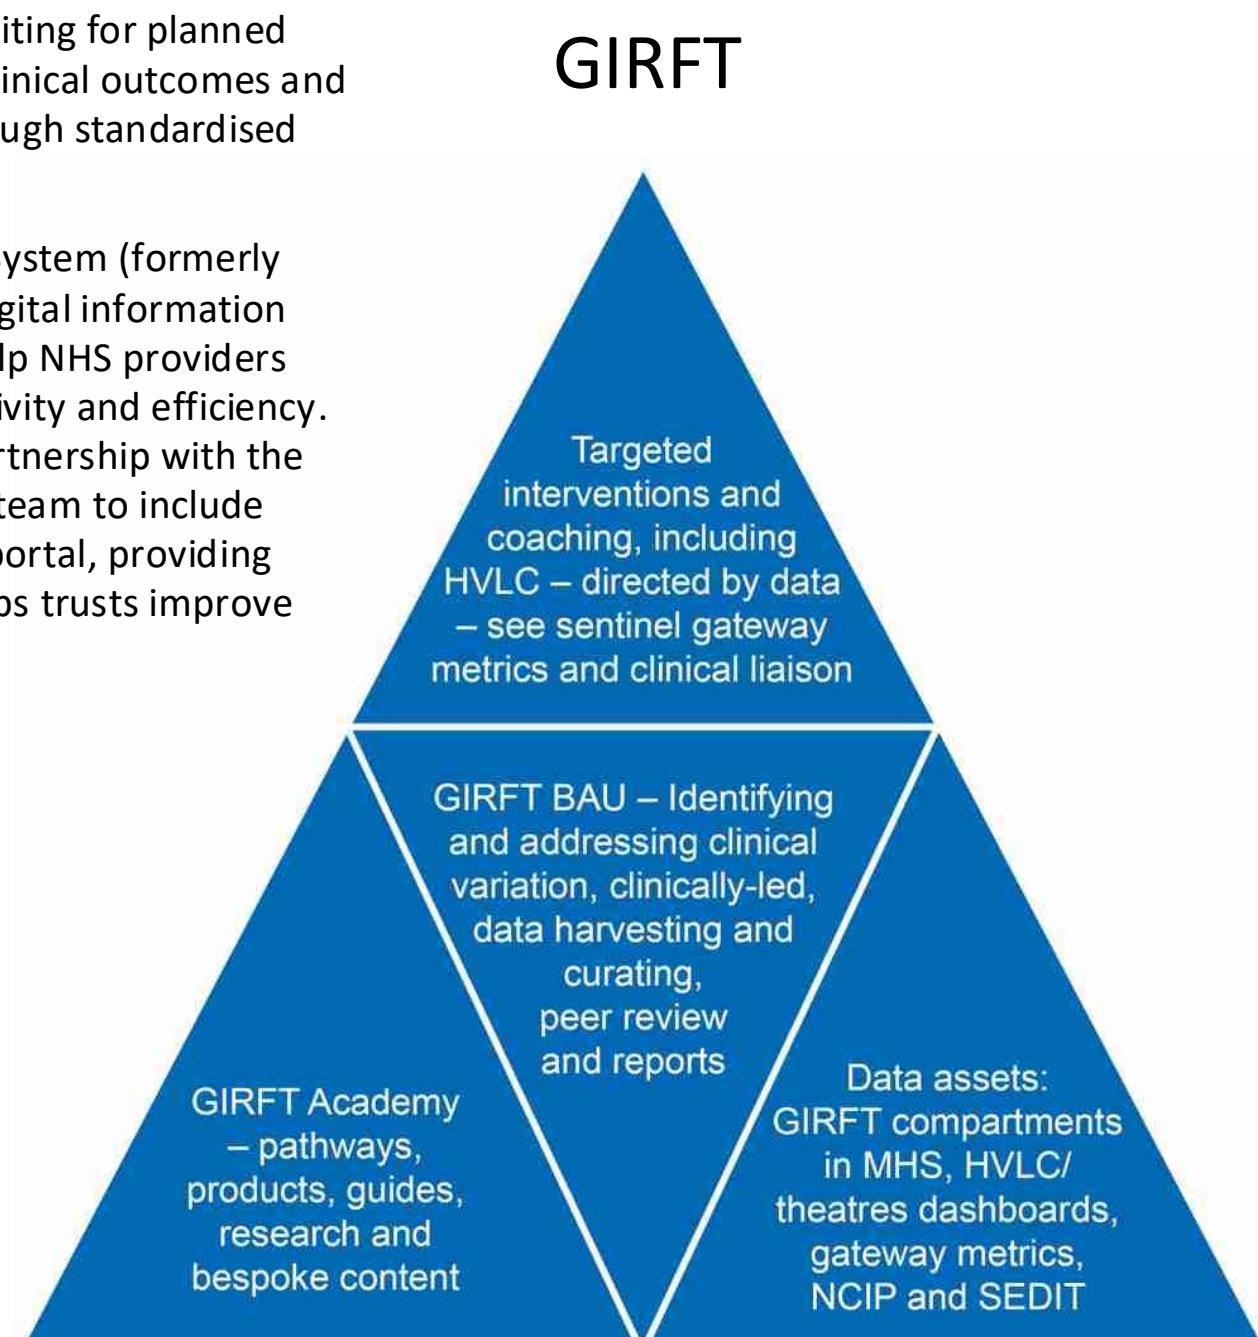 iting for planned
linical outcomes and
ugh standardised
GIRFT
ystem (formerly
gital information
lp NHS providers
ivity and efficiency.
rtnership with the
team to include
portal, providing
ps trusts improve
Targeted
interventions and
coaching, including
HVLC – directed by data
– see sentinel gateway
metrics and clinical liaison
GIRFT BAU – Identifying
and addressing clinical
variation, clinically-led,
data harvesting and
curating,
peer review
and reports
GIRFT Academy
– pathways,
products, guides,
research and
bespoke content
Data assets:
GIRFT compartments
in MHS, HVLC/
theatres dashboards,
gateway metrics,
NCIP and SEDIT